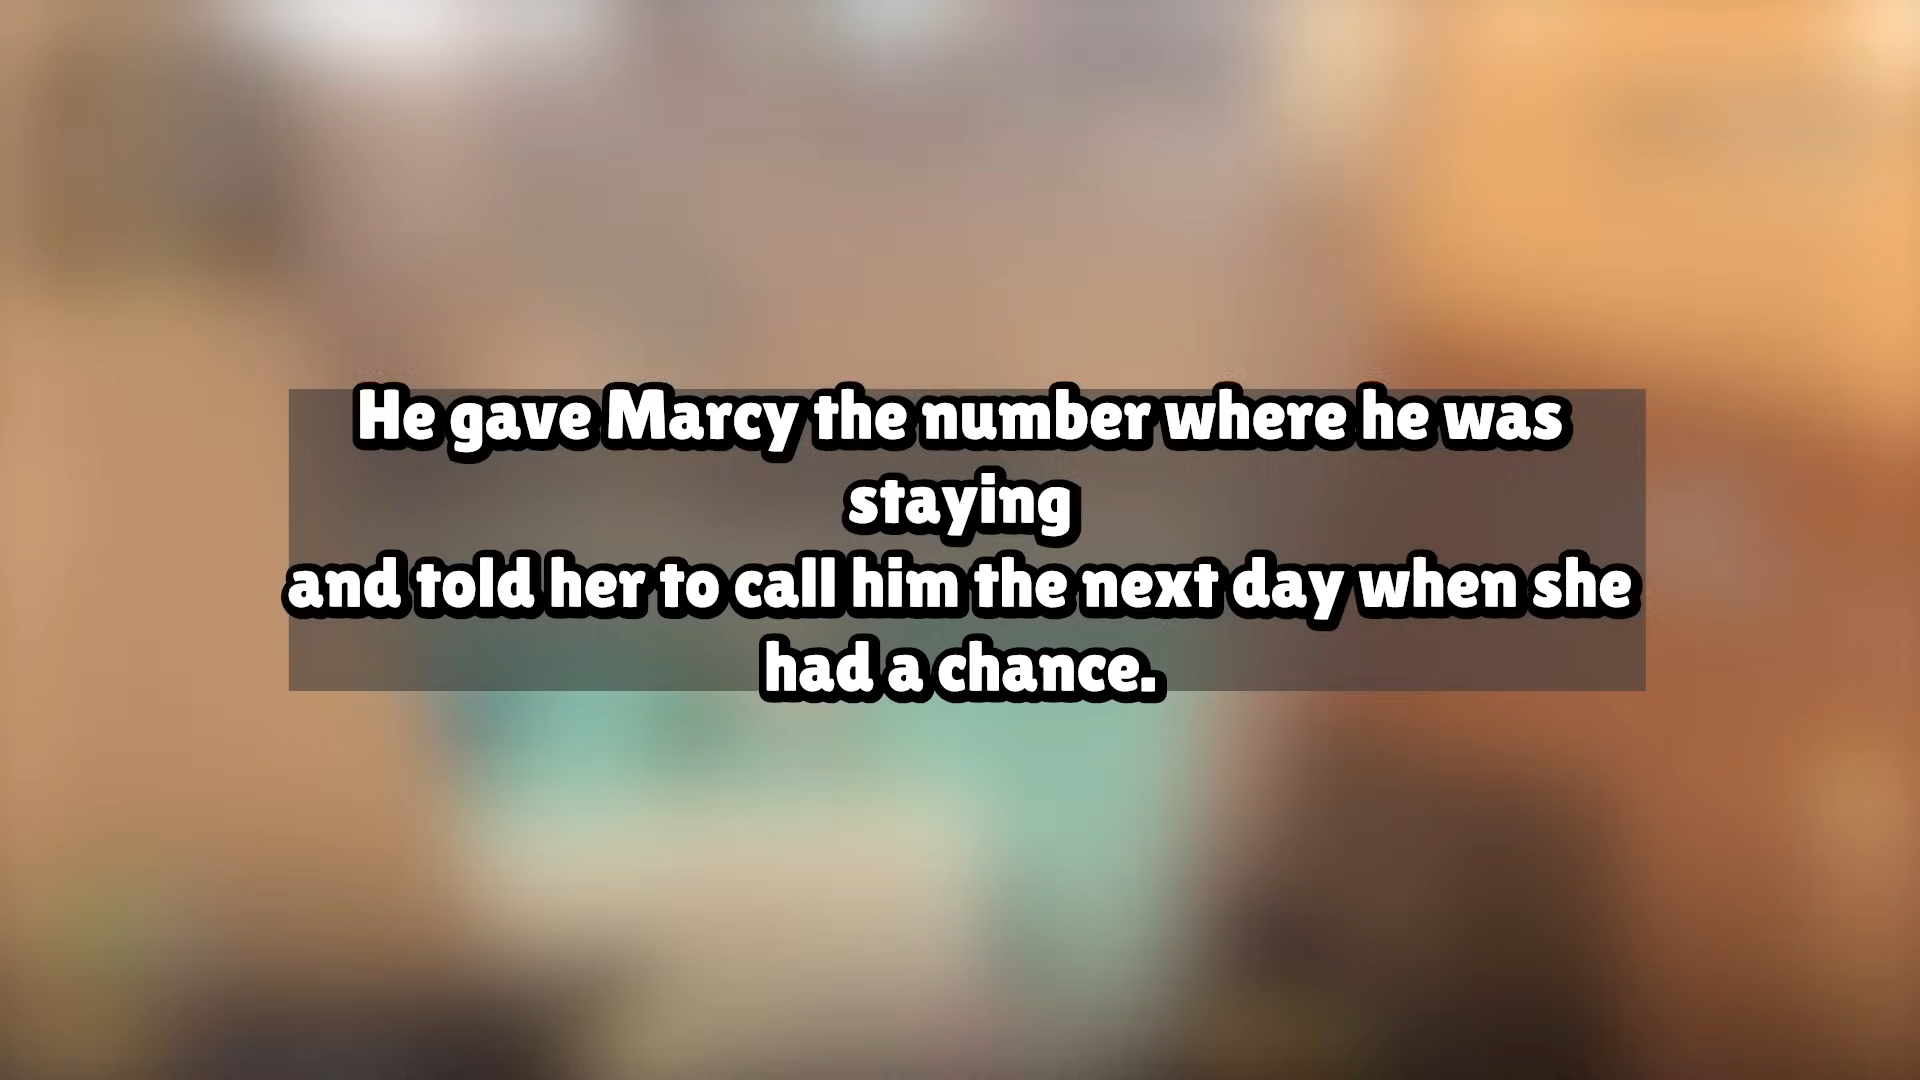 He gave Marcy the number where he was
staying
and told her to call him the next day when she
had a chance.